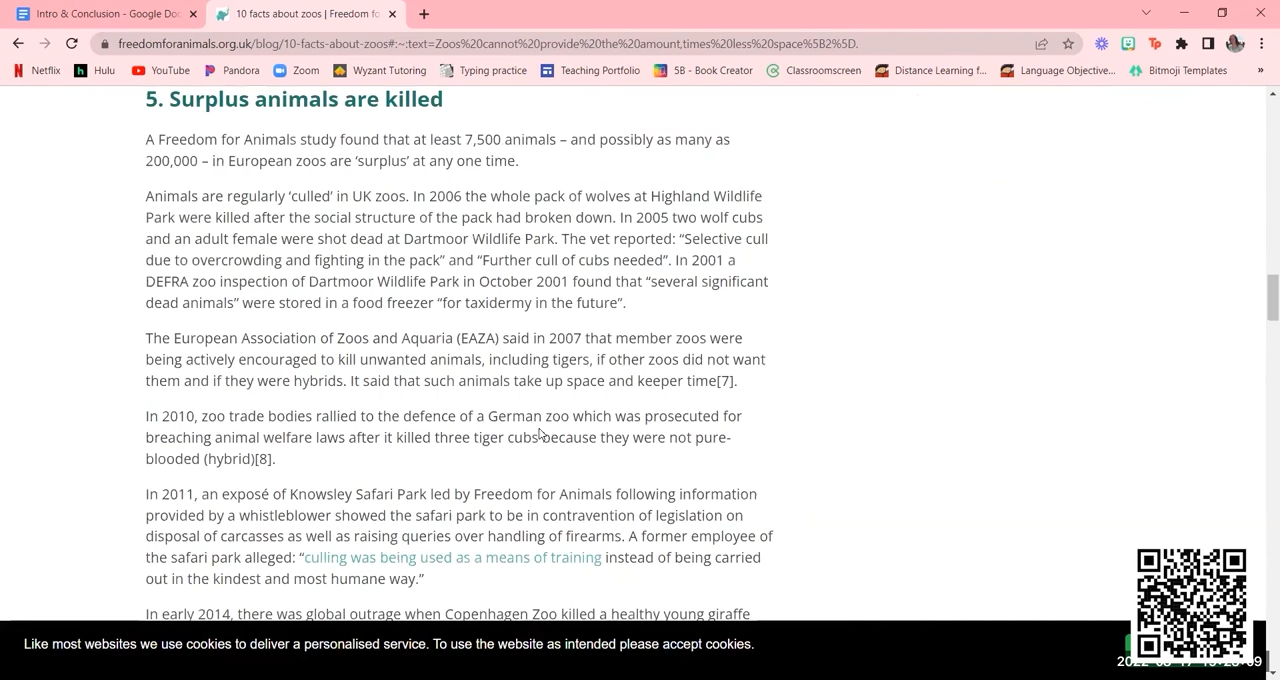 Intro & Conclusion - Google Doc
10 facts about zoos | Freedom fo
freedomforanimals.org.uk/blog/10-facts-about-zoos#:~:text=Zoos%20cannot%20provide%20the%20amount,times%20less%20space%5B2%5D.
Netflix Hulu YouTube Pandora Zoom Wyzant Tutoring Typing practice Teaching Portfolio 5B - Book Creator Classroomscreen Distance Learning f... Language Objective... Bitmoji Templates »
5. Surplus animals are killed
A Freedom for Animals study found that at least 7,500 animals – and possibly as many as
200,000 – in European zoos are ‘surplus’ at any one time.
Animals are regularly ‘culled’ in UK zoos. In 2006 the whole pack of wolves at Highland Wildlife
Park were killed after the social structure of the pack had broken down. In 2005 two wolf cubs
and an adult female were shot dead at Dartmoor Wildlife Park. The vet reported: “Selective cull
due to overcrowding and fighting in the pack” and “Further cull of cubs needed”. In 2001 a
DEFRA zoo inspection of Dartmoor Wildlife Park in October 2001 found that “several significant
dead animals” were stored in a food freezer “for taxidermy in the future”.
The European Association of Zoos and Aquaria (EAZA) said in 2007 that member zoos were
being actively encouraged to kill unwanted animals, including tigers, if other zoos did not want
them and if they were hybrids. It said that such animals take up space and keeper time[7].
In 2010, zoo trade bodies rallied to the defence of a German zoo which was prosecuted for
breaching animal welfare laws after it killed three tiger cubs because they were not pure-
blooded (hybrid)[8].
In 2011, an exposé of Knowsley Safari Park led by Freedom for Animals following information
provided by a whistleblower showed the safari park to be in contravention of legislation on
disposal of carcasses as well as raising queries over handling of firearms. A former employee of
the safari park alleged: “culling was being used as a means of training instead of being carried
out in the kindest and most humane way.”
In early 2014, there was global outrage when Copenhagen Zoo killed a healthy young giraffe
Like most websites we use cookies to deliver a personalised service. To use the website as intended please accept cookies.